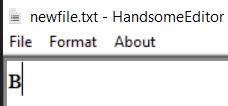 newfile.txt - HandsomeEditor
File Format About
B